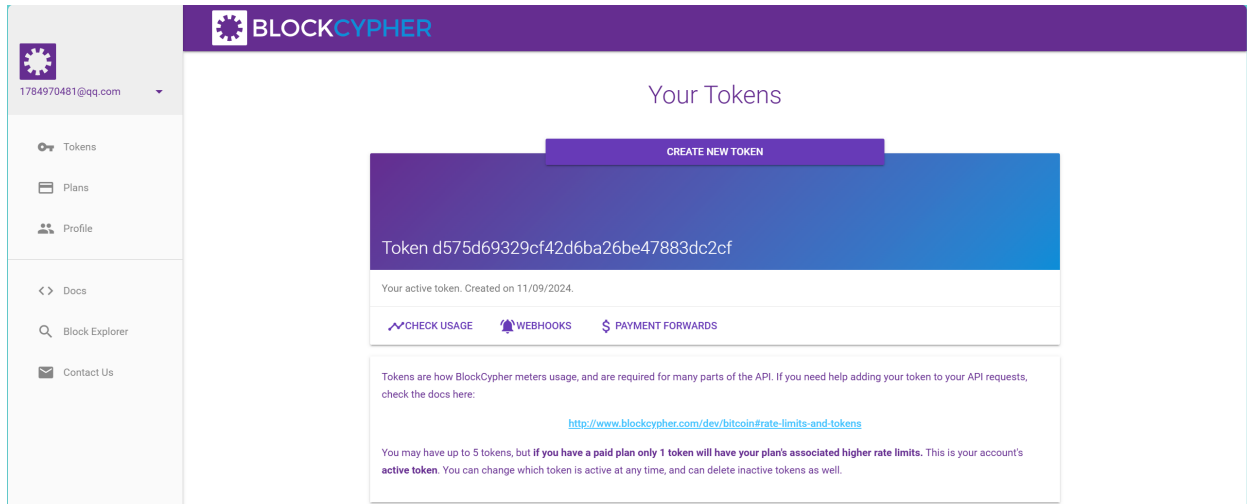 BLOCKCYPHER
1784970481@qq.com
Tokens
Plans
Profile
Docs
Block Explorer
Contact Us
Your Tokens
CREATE NEW TOKEN
Token d575d69329cf42d6ba26be47883dc2cf
Your active token. Created on 11/09/2024.
CHECK USAGE WEBHOOKS PAYMENT FORWARDS
Tokens are how BlockCypher meters usage, and are required for many parts of the API. If you need help adding your token to your API requests,
check the docs here:
http://www.blockcypher.com/dev/bitcoin#rate-limits-and-tokens
You may have up to 5 tokens, but if you have a paid plan only 1 token will have your plan's associated higher rate limits. This is your account's
active token. You can change which token is active at any time, and can delete inactive tokens as well.